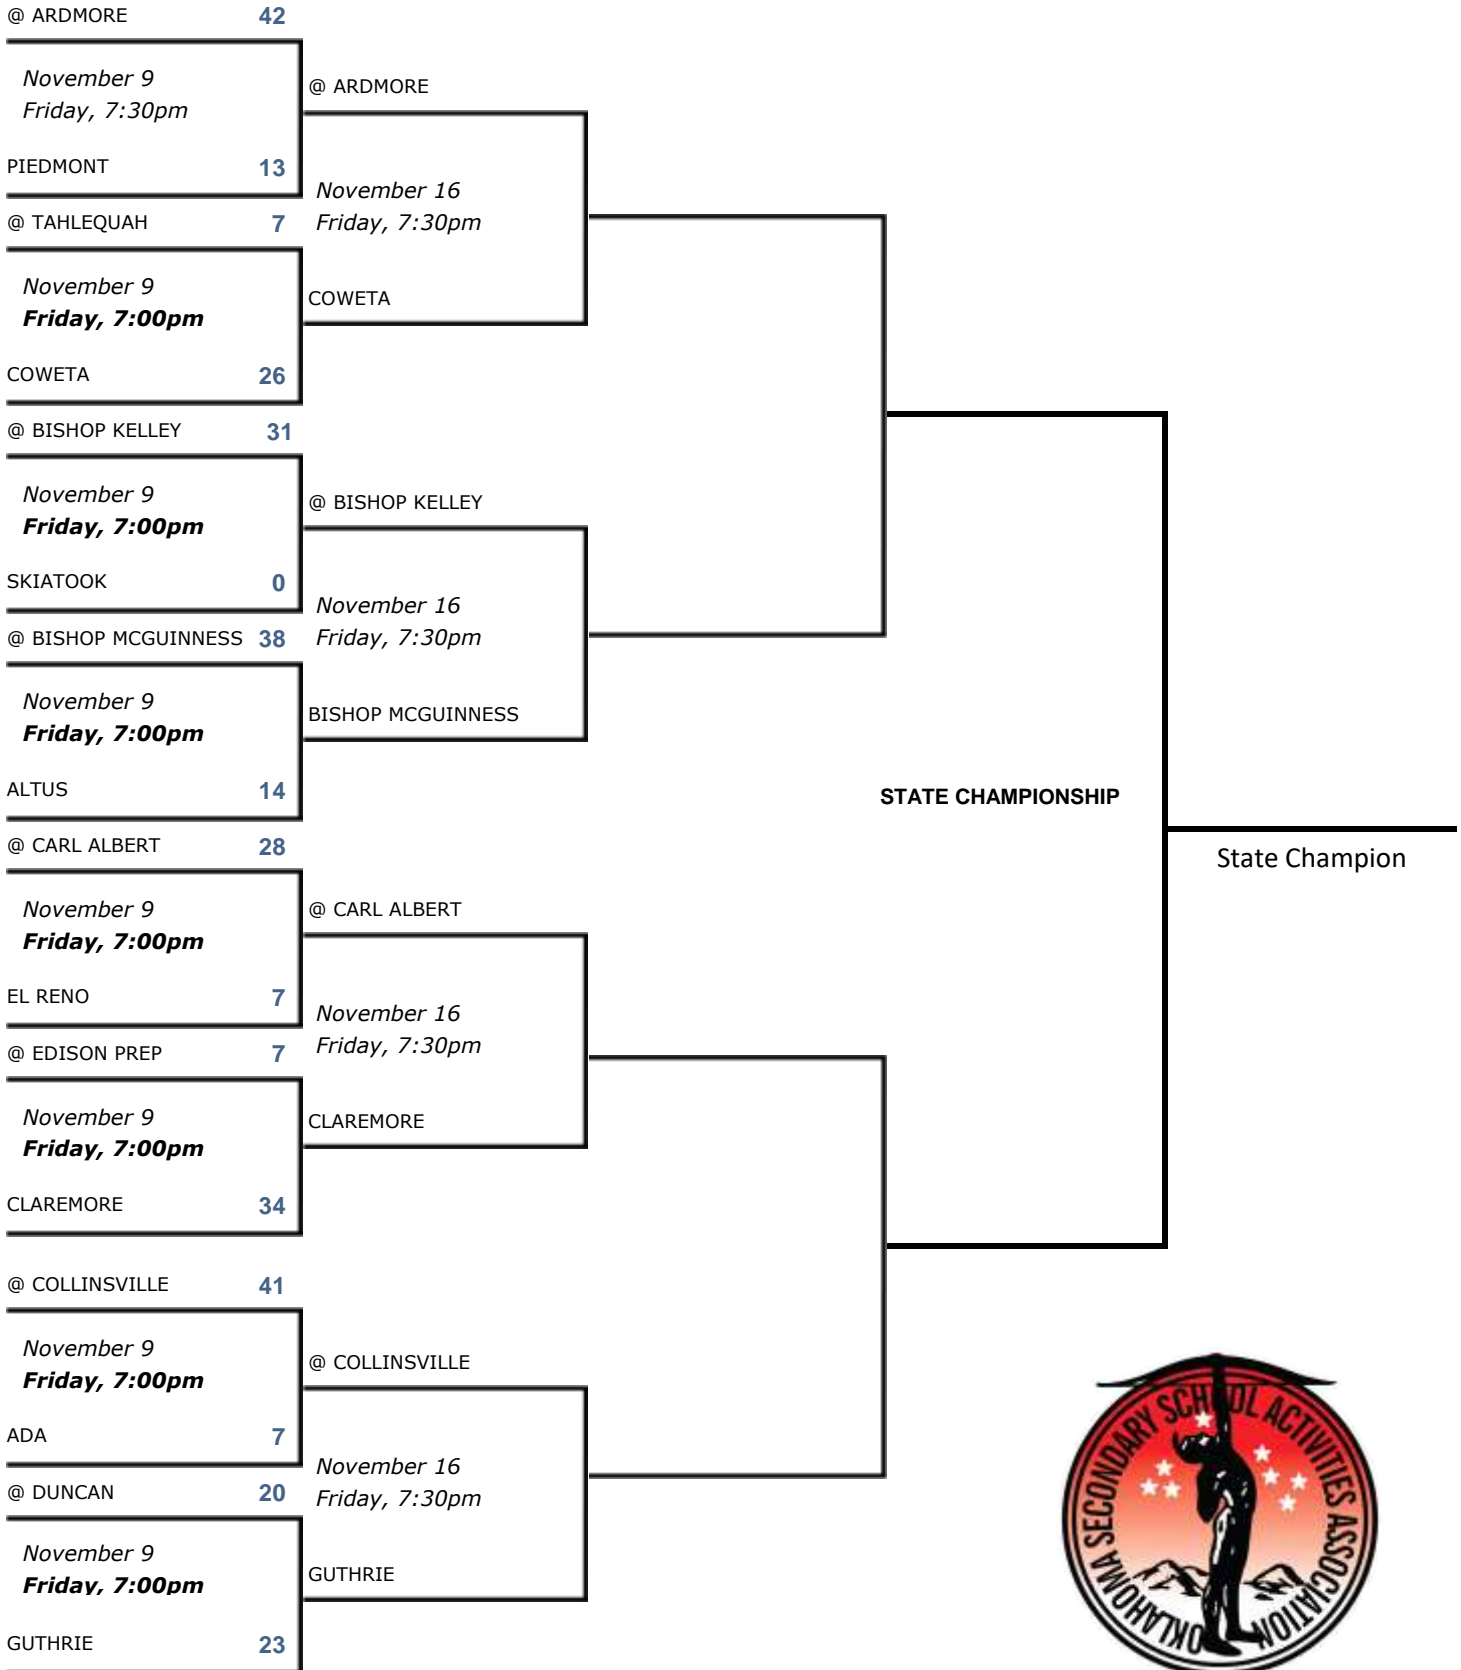 @ ARDMORE 42
November 9
Friday, 7:30pm
PIEDMONT 13
@ TAHLEQUAH 7
November 9
Friday, 7:00pm
COWETA 26
@ BISHOP KELLEY 31
November 9
Friday, 7:00pm
SKIATOOK 0
@ BISHOP MCGUINNESS 38
November 9
Friday, 7:00pm
ALTUS 14
@ CARL ALBERT 28
November 9
Friday, 7:00pm
EL RENO 7
@ EDISON PREP 7
November 9
Friday, 7:00pm
CLAREMORE 34
@ COLLINSVILLE 41
November 9
Friday, 7:00pm
ADA 7
@ DUNCAN 20
November 9
Friday, 7:00pm
GUTHRIE 23
@ ARDMORE
November 16
Friday, 7:30pm
COWETA
@ BISHOP KELLEY
November 16
Friday, 7:30pm
BISHOP MCGUINNESS
@ CARL ALBERT
November 16
Friday, 7:30pm
CLAREMORE
@ COLLINSVILLE
November 16
Friday, 7:30pm
GUTHRIE
STATE CHAMPIONSHIP
State Champion
OKLAHOMA SECONDARY SCHOOL ACTIVITIES ASSOCIATION